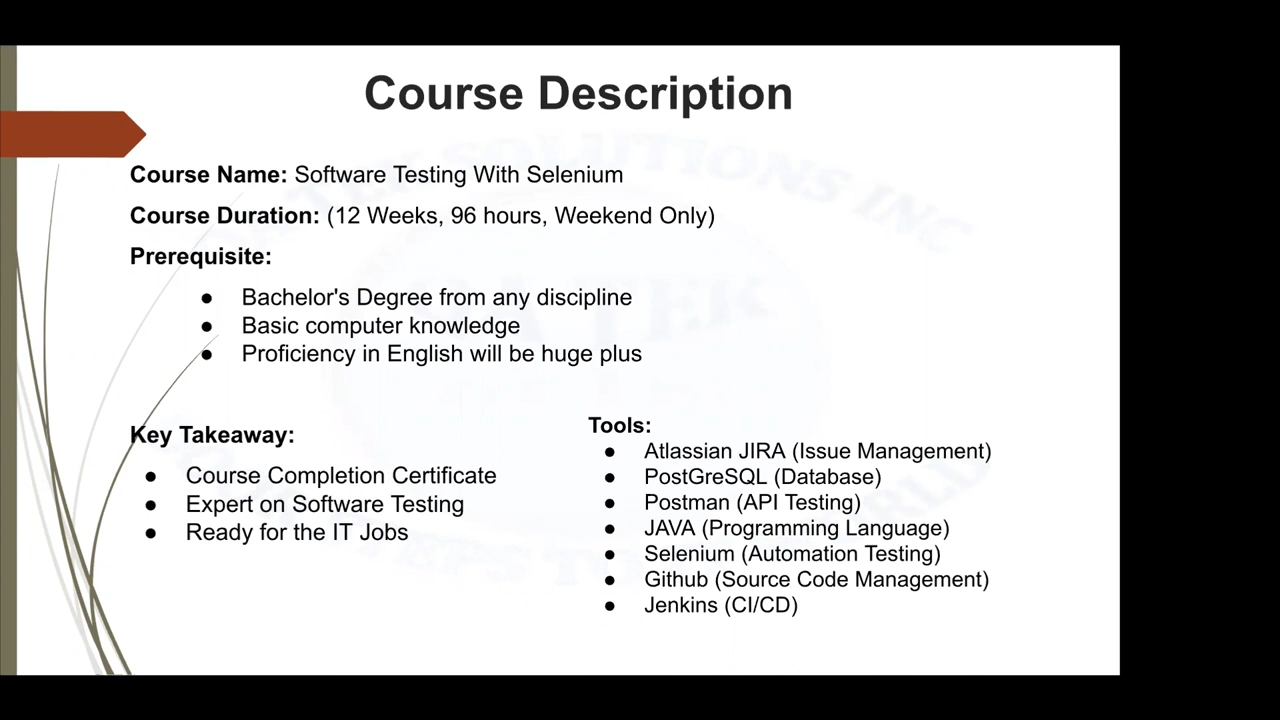 Course Description
Course Name: Software Testing With Selenium
Course Duration: (12 Weeks, 96 hours, Weekend Only)
Prerequisite:
● Bachelor's Degree from any discipline
● Basic computer knowledge
● Proficiency in English will be huge plus
Key Takeaway:
● Course Completion Certificate
● Expert on Software Testing
● Ready for the IT Jobs
Tools:
● Atlassian JIRA (Issue Management)
● PostGreSQL (Database)
● Postman (API Testing)
● JAVA (Programming Language)
● Selenium (Automation Testing)
● Github (Source Code Management)
● Jenkins (CI/CD)
SOLUTIONS INC